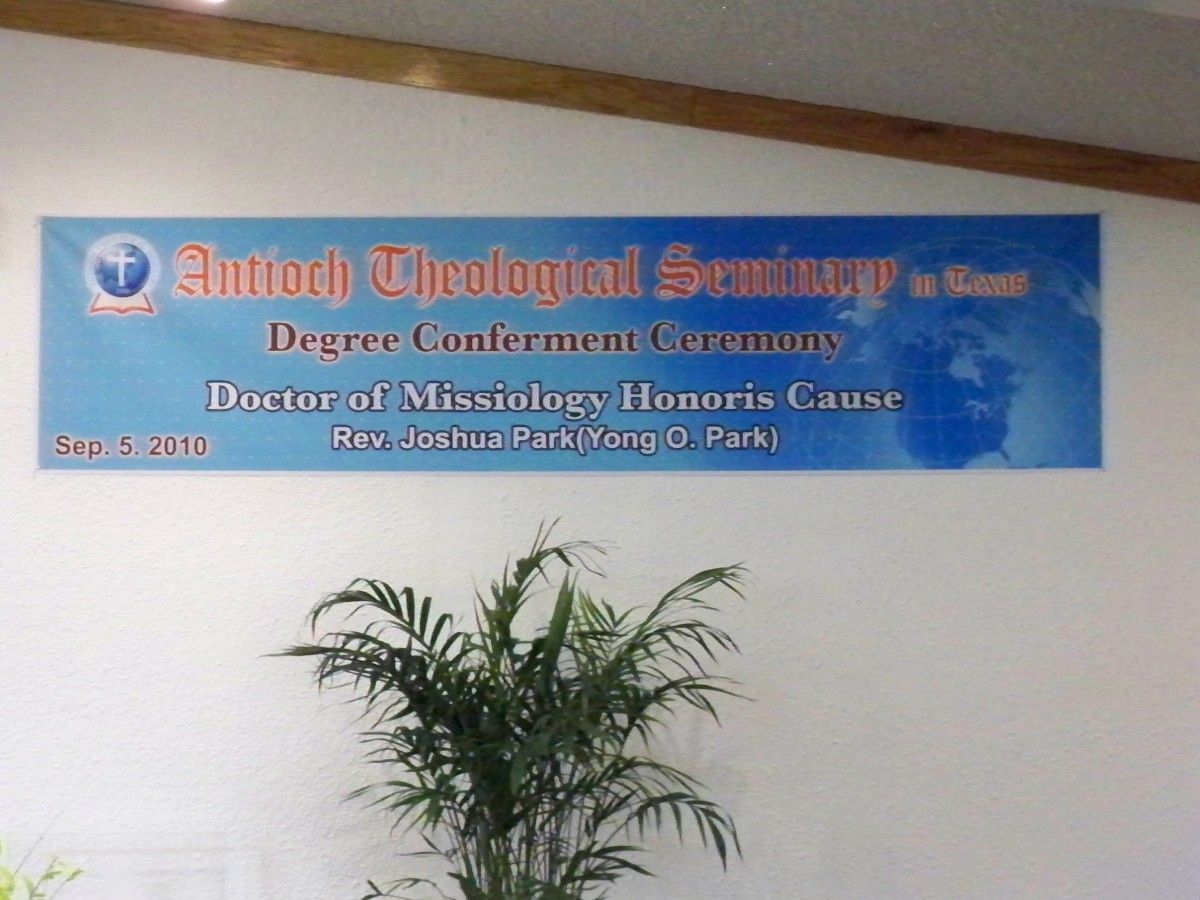 Antioch Theological Seminary in Texas
Degree Conferment Ceremony
Doctor of Missiology Honoris Cause
Rev. Joshua Park(Yong O. Park)
Sep. 5. 2010